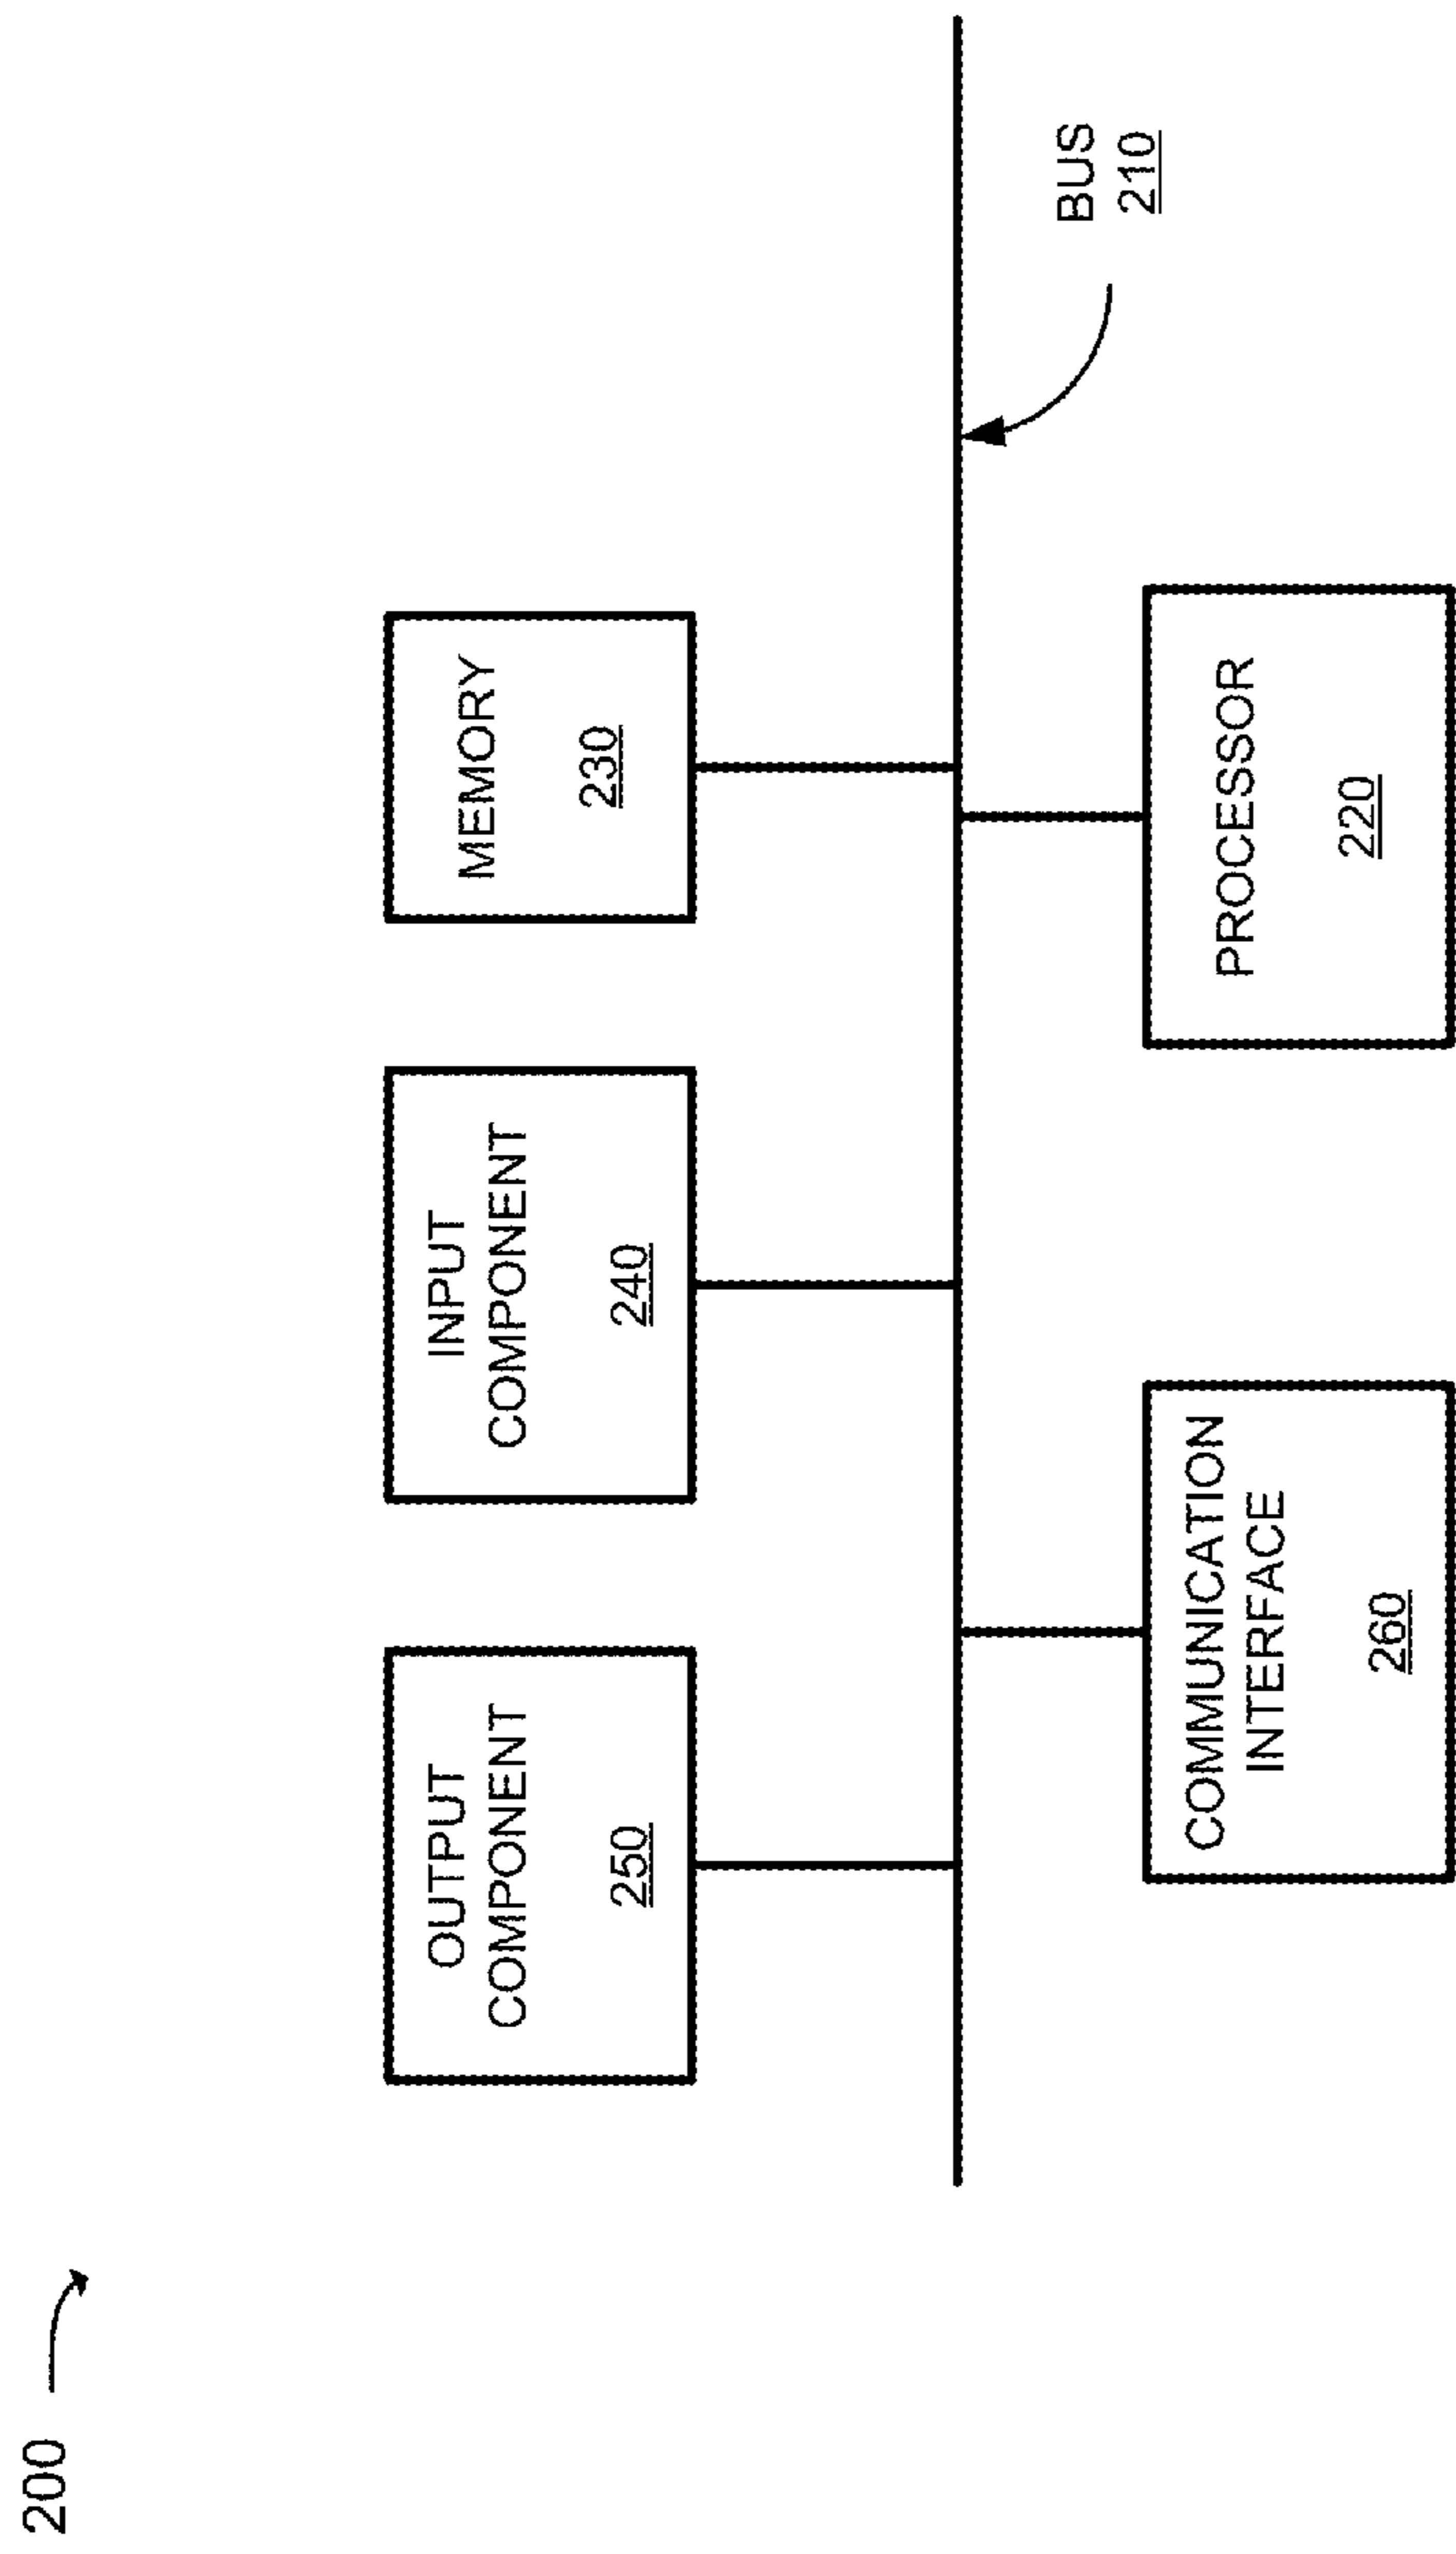 200
OUTPUT
COMPONENT
250
INPUT
COMPONENT
240
MEMORY
230
BUS
210
COMMUNICATION
INTERFACE
260
PROCESSOR
220